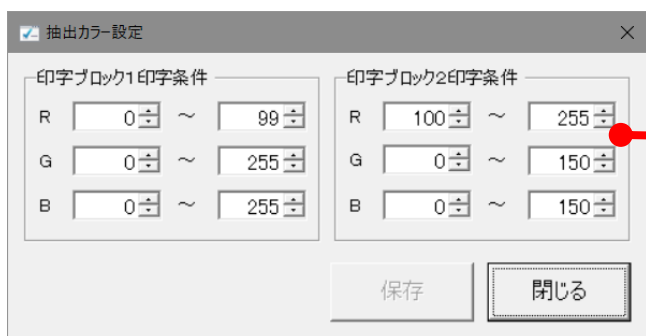 抽出カラー設定
印字ブロック1印字条件
R 0 ～ 99
G 0 ～ 255
B 0 ～ 255
印字ブロック2印字条件
R 100 ～ 255
G 0 ～ 150
B 0 ～ 150
保存 閉じる